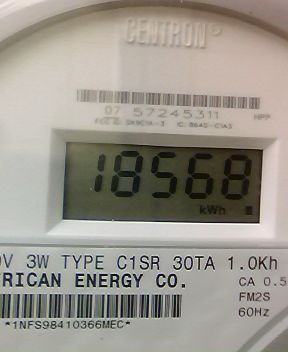 CENTRON®
07 57245311 HPP
18568
kWh
V 3W TYPE C1SR 30TA 1.0Kh
RICAN ENERGY CO.
CA 0.5
FM2S
*1NFS98410366MEC*
60Hz